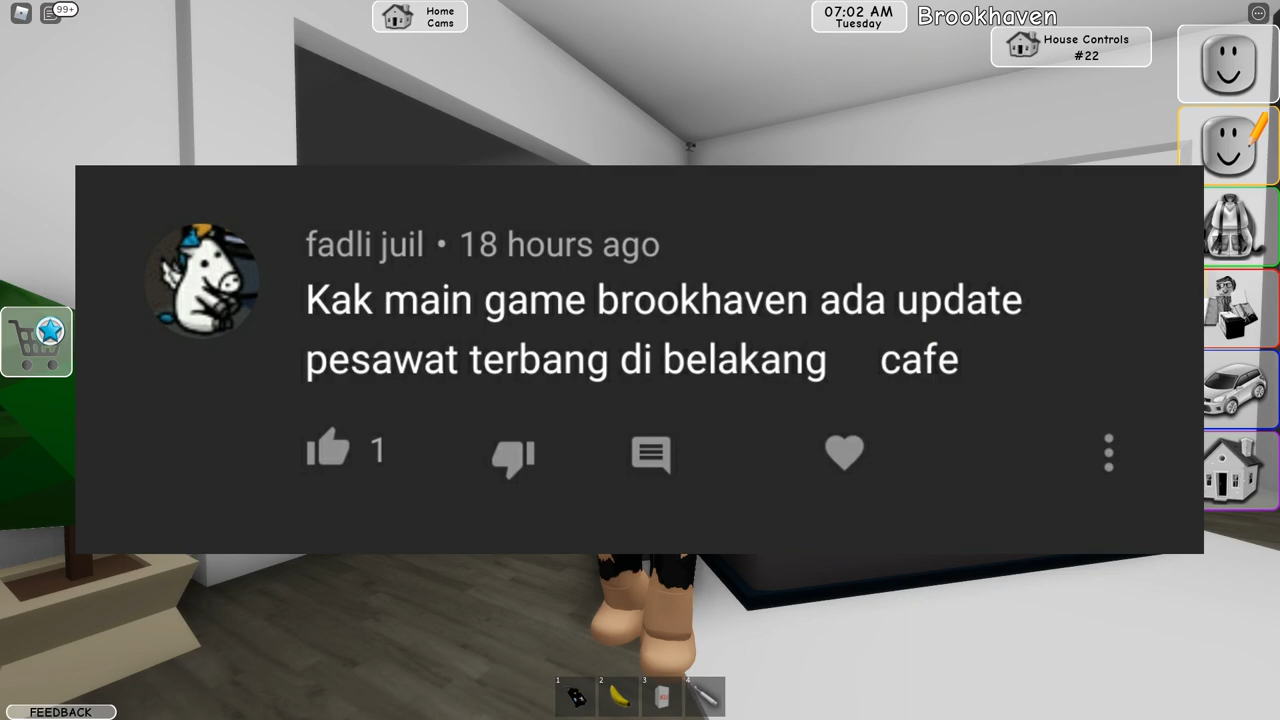 99+
Home
Cams
07:02 AM
Tuesday
Brookhaven
House Controls
#22
fadli juil • 18 hours ago
Kak main game brookhaven ada update
pesawat terbang di belakang cafe
1
1
2
3
4
FEEDBACK